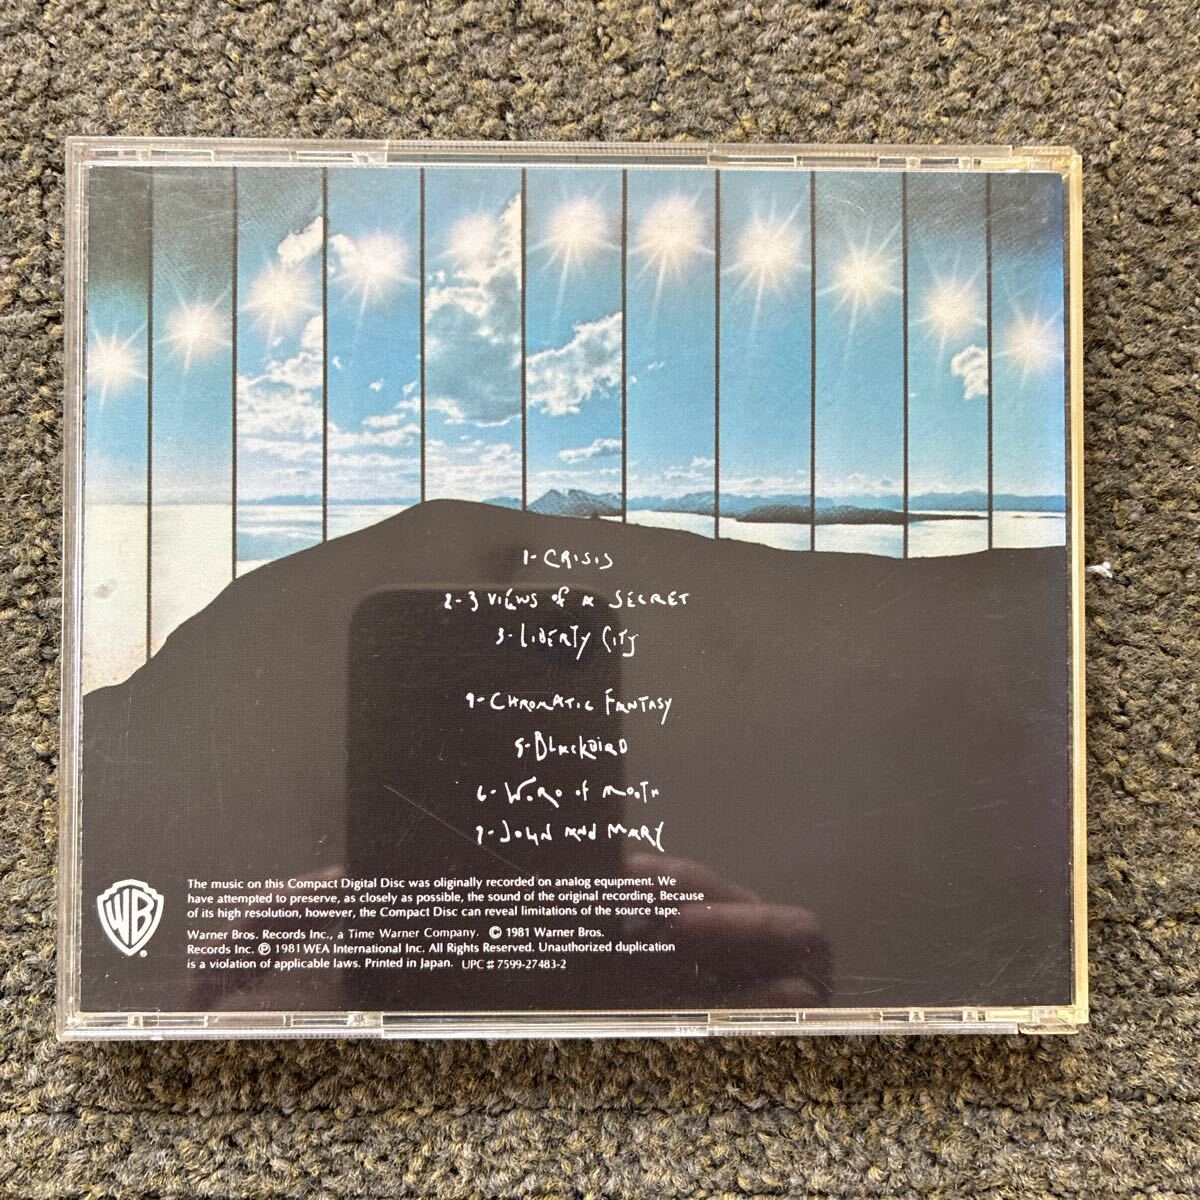 1- CRISIS
2- 3 VIEWS of A SECRET
3- LIBERTY CITY
4- CHROMATIC FANTASY
5- BLACKBIRD
6- WORD of MOUTH
7- JOHN AND MARY
The music on this Compact Digital Disc was oliginally recorded on analog equipment. We
have attempted to preserve, as closely as possible, the sound of the original recording. Because
of its high resolution, however, the Compact Disc can reveal limitations of the source tape.
Warner Bros. Records Inc., a Time Warner Company. © 1981 Warner Bros.
Records Inc. ℗ 1981 WEA International Inc. All Rights Reserved. Unauthorized duplication
is a violation of applicable laws. Printed in Japan. UPC # 7599-27483-2
WB